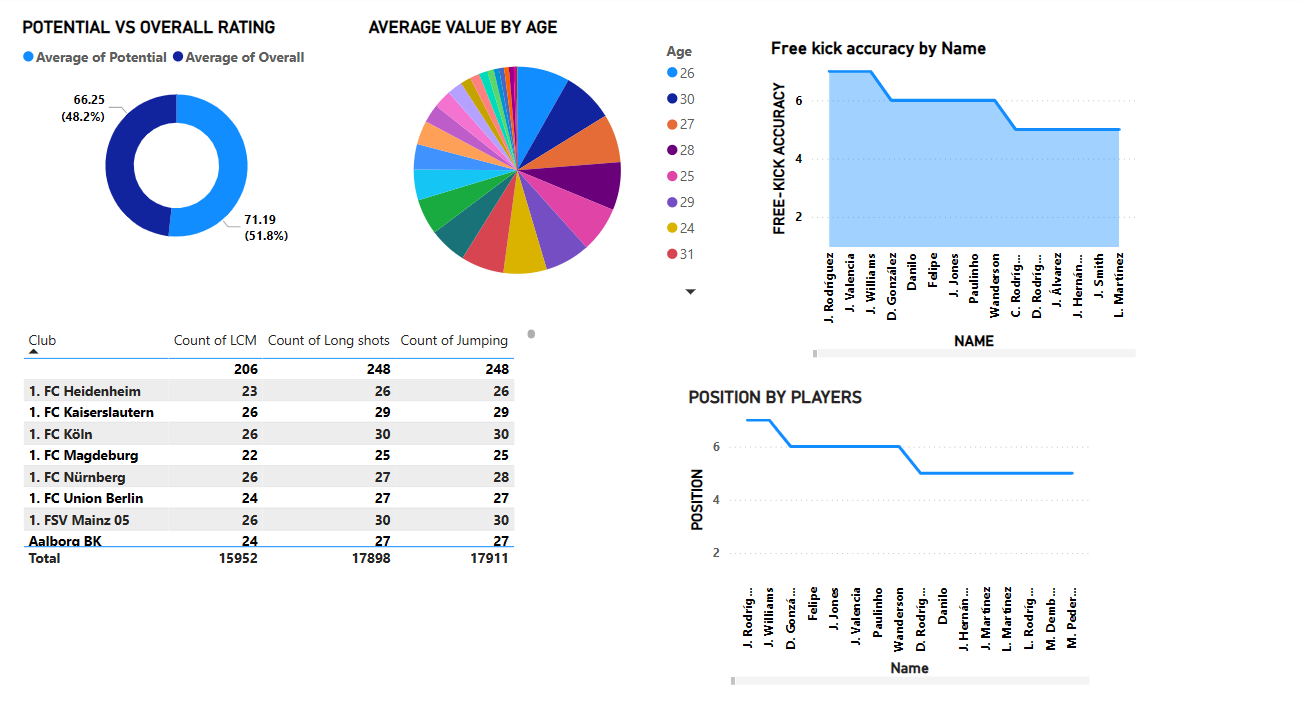 POTENTIAL VS OVERALL RATING
Average of Potential Average of Overall
66.25
(48.2%)
71.19
(51.8%)
AVERAGE VALUE BY AGE
Age
26
30
27
28
25
29
24
31
Free kick accuracy by Name
FREE-KICK ACCURACY
6
4
2
J. Rodríguez
J. Valencia
J. Williams
D. González
Danilo
Felipe
J. Jones
Paulinho
Wanderson
C. Rodríg...
D. Rodríg...
J. Álvarez
J. Hernán...
J. Smith
L. Martínez
NAME
Club Count of LCM Count of Long shots Count of Jumping
206 248 248
1. FC Heidenheim 23 26 26
1. FC Kaiserslautern 26 29 29
1. FC Köln 26 30 30
1. FC Magdeburg 22 25 25
1. FC Nürnberg 26 27 28
1. FC Union Berlin 24 27 27
1. FSV Mainz 05 26 30 30
Aalborg BK 24 27 27
Total 15952 17898 17911
POSITION BY PLAYERS
POSITION
6
4
2
J. Rodríg...
J. Williams
D. Gonzá...
Felipe
J. Jones
J. Valencia
Paulinho
Wanderson
D. Rodríg...
Danilo
J. Hernán...
J. Martínez
L. Martínez
L. Rodríg...
M. Demb...
M. Peder...
Name